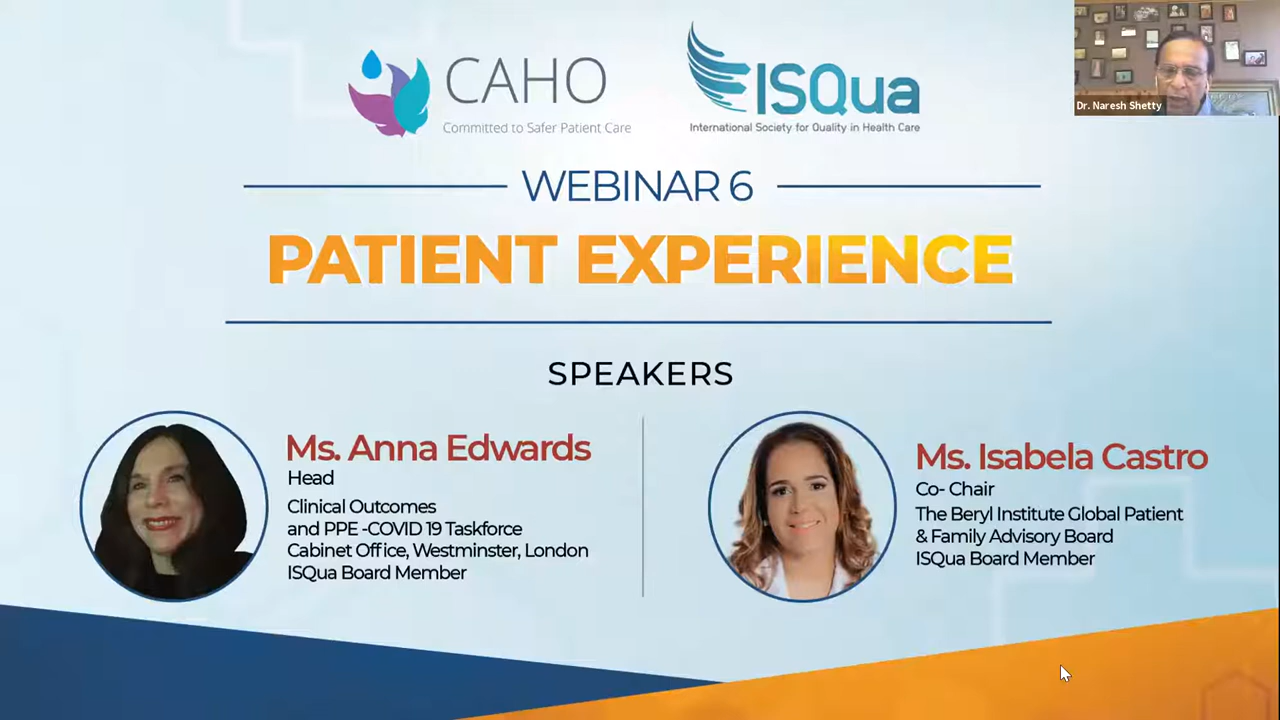 CAHO
Committed to Safer Patient Care
ISQua
International Society for Quality in Health Care
Dr. Naresh Shetty
WEBINAR 6
PATIENT EXPERIENCE
SPEAKERS
Ms. Anna Edwards
Head
Clinical Outcomes
and PPE -COVID 19 Taskforce
Cabinet Office, Westminster, London
ISQua Board Member
Ms. Isabela Castro
Co- Chair
The Beryl Institute Global Patient
& Family Advisory Board
ISQua Board Member